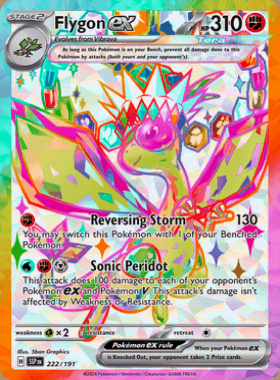 STAGE 2
Flygon ex
HP 310
Evolves from Vibrava
Tera
As long as this Pokémon is on your Bench, prevent all damage done to this
Pokémon by attacks (both yours and your opponent's).
Reversing Storm 130
You may switch this Pokémon with 1 of your Benched
Pokémon.
Sonic Peridot
This attack does 100 damage to each of your opponent's
Pokémon ex and Pokémon V. This attack's damage isn't
affected by Weakness or Resistance.
weakness ×2 resistance retreat
Pokémon ex rule
When your Pokémon ex
is Knocked Out, your opponent takes 2 Prize cards.
Illus. 5ban Graphics
SSP EN 222/191
©2024 Pokémon / Nintendo / Creatures / GAME FREAK